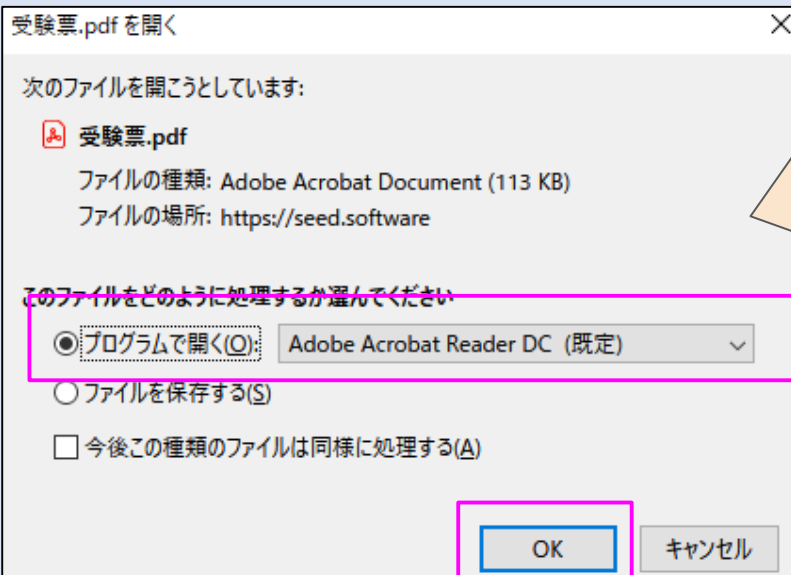 受験票.pdf を開く
次のファイルを開こうとしています:
受験票.pdf
ファイルの種類: Adobe Acrobat Document (113 KB)
ファイルの場所: https://seed.software
このファイルをどのように処理するか選んでください
プログラムで開く(O): Adobe Acrobat Reader DC (既定)
ファイルを保存する(S)
今後この種類のファイルは同様に処理する(A)
OK キャンセル